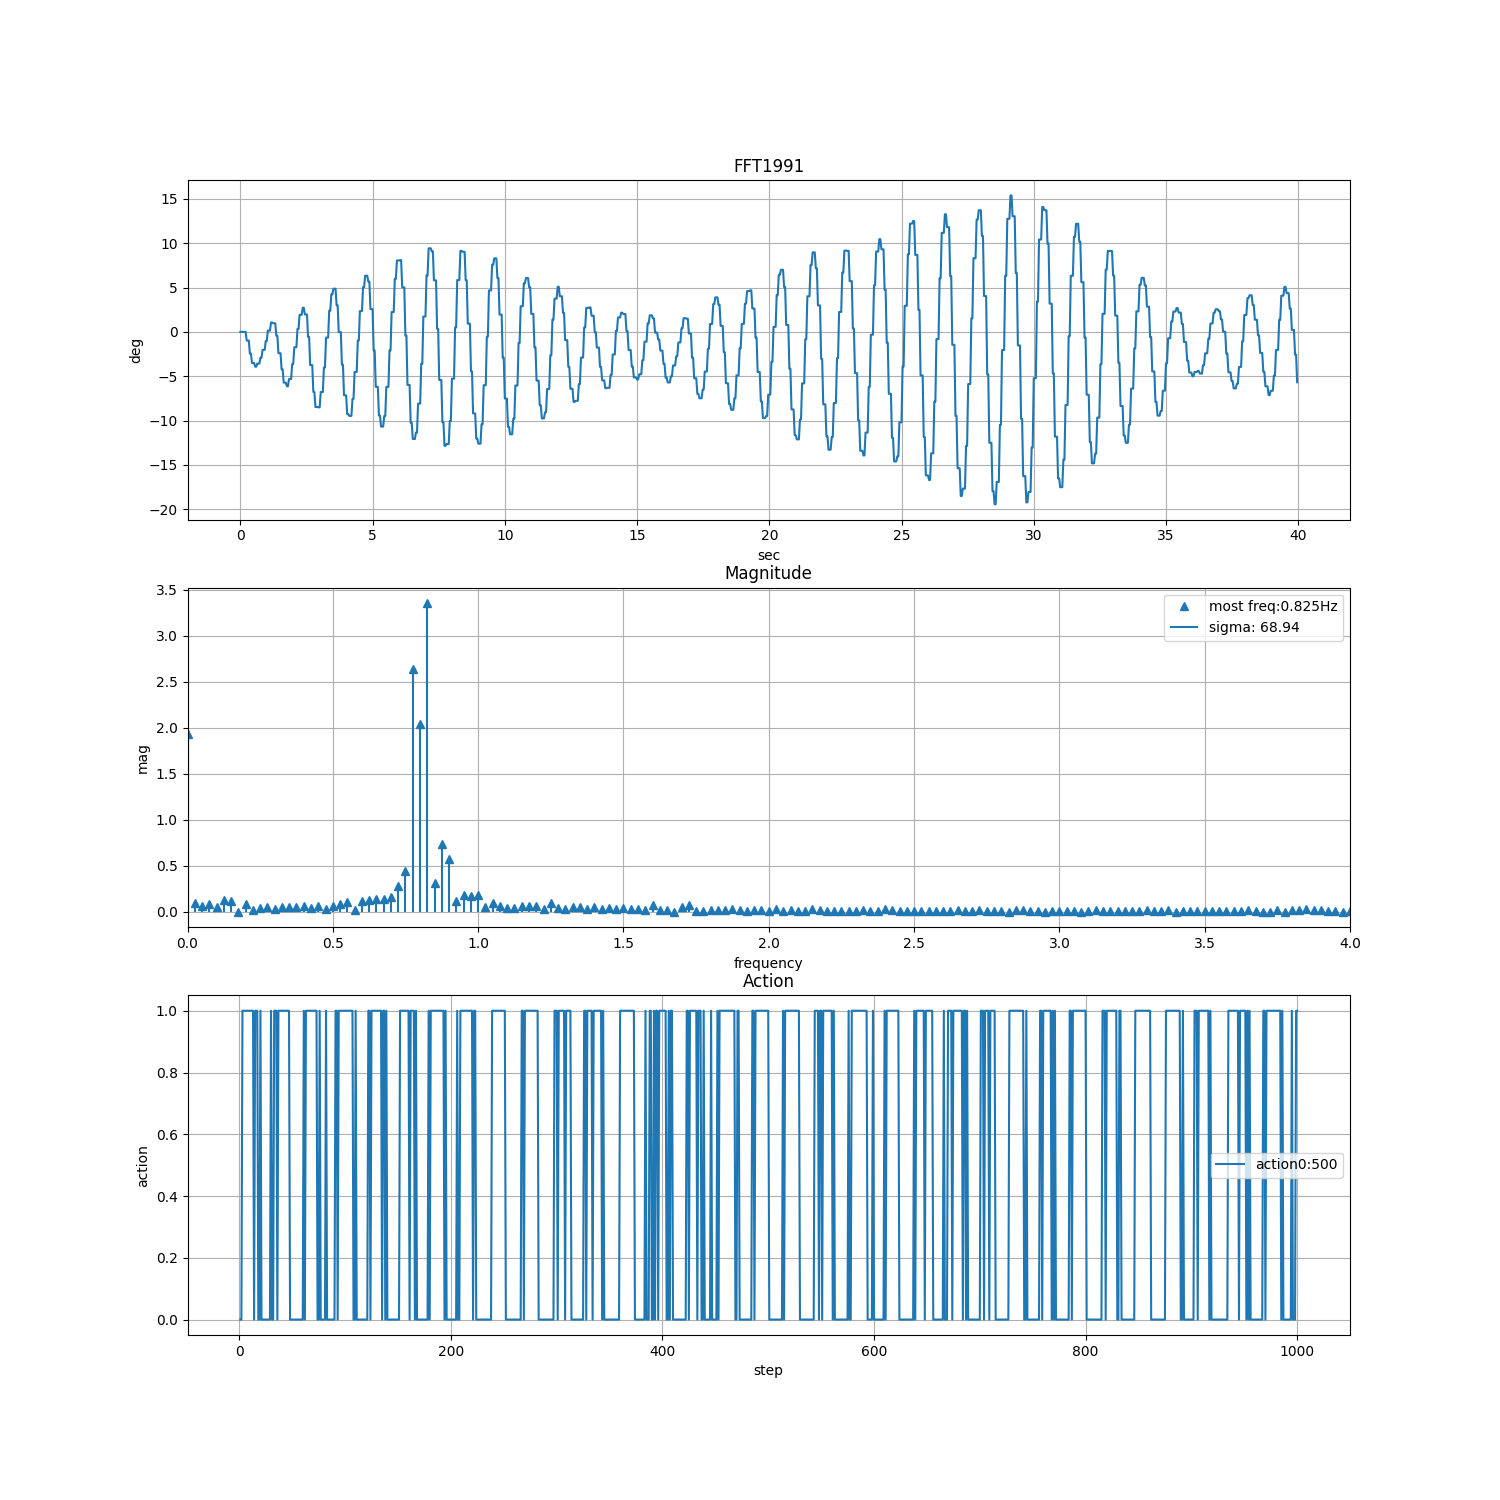 FFT1991
15
10
5
0
−5
−10
−15
−20
deg
0 5 10 15 20 25 30 35 40
sec
Magnitude
3.5
3.0
2.5
2.0
1.5
1.0
0.5
0.0
mag
most freq:0.825Hz
sigma: 68.94
0.0 0.5 1.0 1.5 2.0 2.5 3.0 3.5 4.0
frequency
Action
1.0
0.8
0.6
0.4
0.2
0.0
action
action0:500
0 200 400 600 800 1000
step